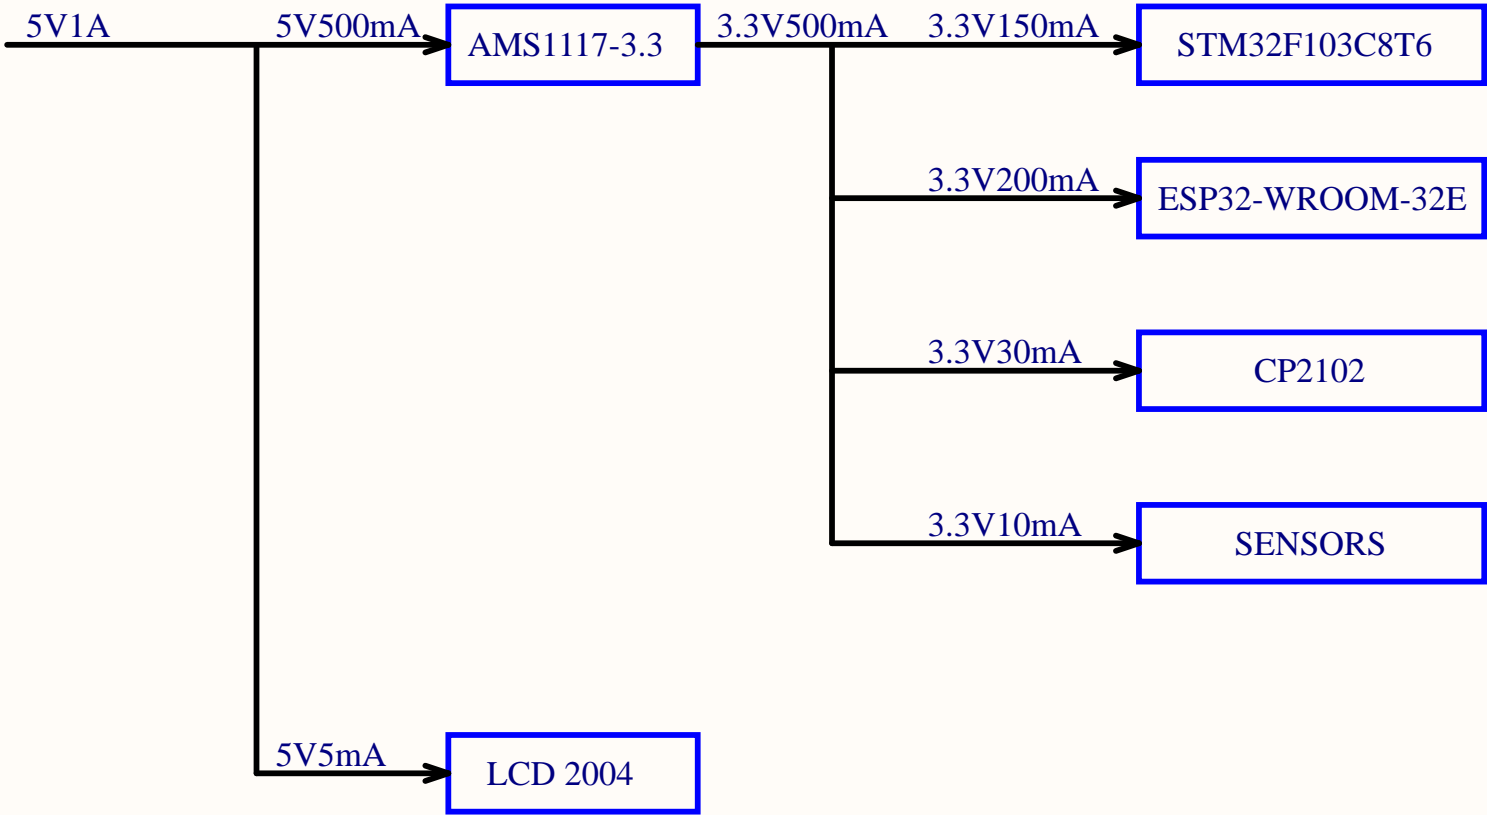 5V1A
5V500mA
AMS1117-3.3
3.3V500mA
3.3V150mA
STM32F103C8T6
3.3V200mA
ESP32-WROOM-32E
3.3V30mA
CP2102
3.3V10mA
SENSORS
5V5mA
LCD 2004